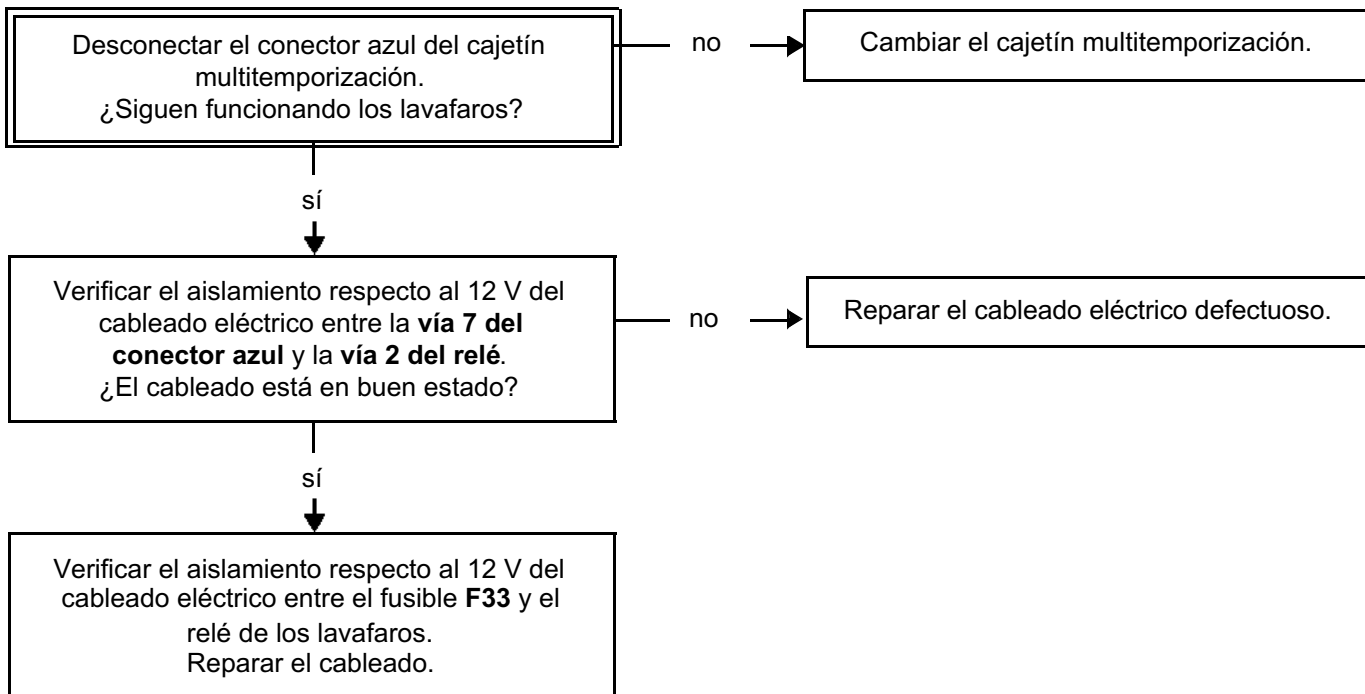 Desconectar el conector azul del cajetín
multitemporización.
¿Siguen funcionando los lavafaros?
no
Cambiar el cajetín multitemporización.
sí
Verificar el aislamiento respecto al 12 V del
cableado eléctrico entre la vía 7 del
conector azul y la vía 2 del relé.
¿El cableado está en buen estado?
no
Reparar el cableado eléctrico defectuoso.
sí
Verificar el aislamiento respecto al 12 V del
cableado eléctrico entre el fusible F33 y el
relé de los lavafaros.
Reparar el cableado.